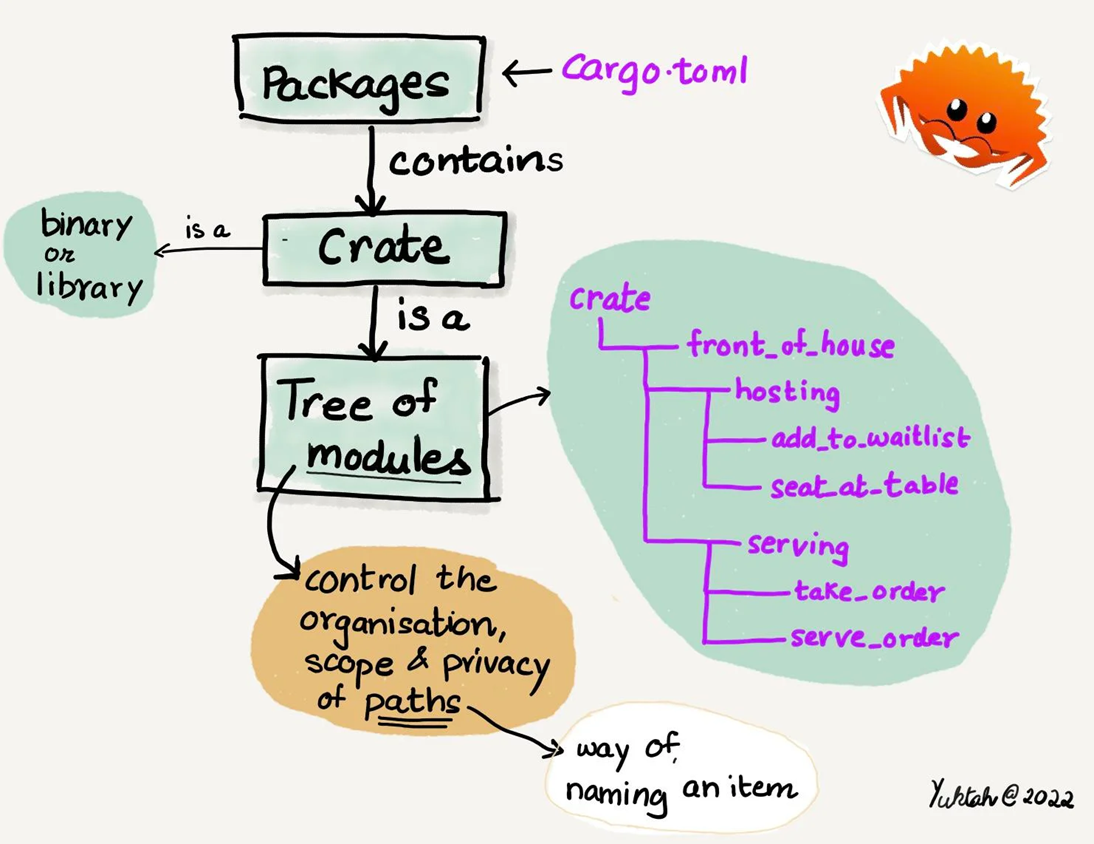 Packages
Cargo.toml
contains
binary
or
library
is a
Crate
is a
Tree of
modules
crate
front_of_house
hosting
add_to_waitlist
seat_at_table
serving
take_order
serve_order
control the
organisation,
scope & privacy
of paths
way of
naming an item
Yuktah @ 2022